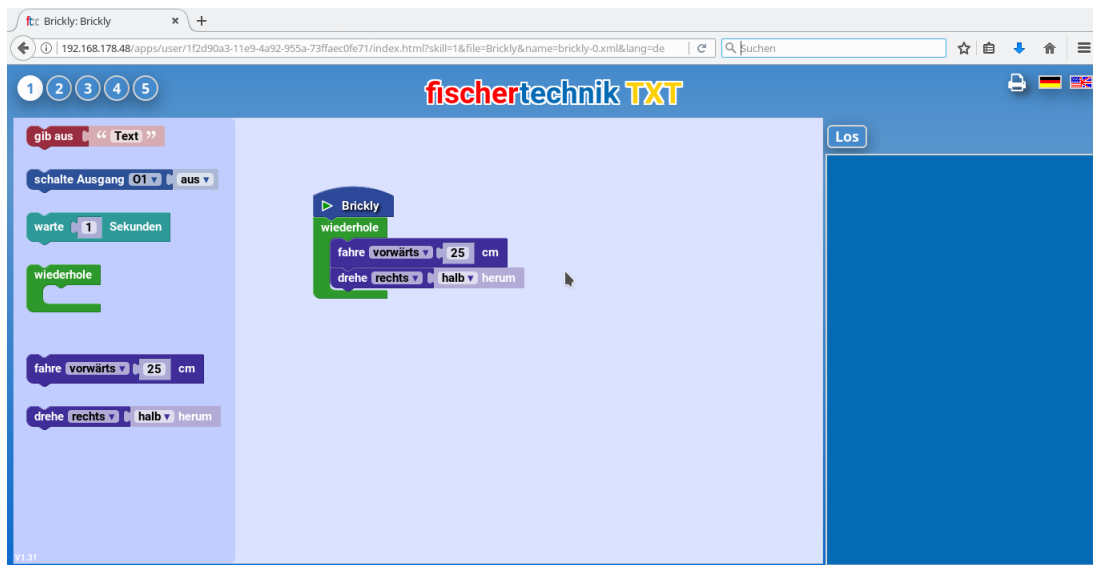 ftc Brickly: Brickly × +
192.168.178.48/apps/user/1f2d90a3-11e9-4a92-955a-73ffaec0fe71/index.html?skill=1&file=Brickly&name=brickly-0.xml&lang=de Suchen
1 2 3 4 5
fischertechnik TXT
gib aus “ Text ”
schalte Ausgang O1 aus
warte 1 Sekunden
wiederhole
fahre vorwärts 25 cm
drehe rechts halb herum
V1.31
Brickly
wiederhole
fahre vorwärts 25 cm
drehe rechts halb herum
Los